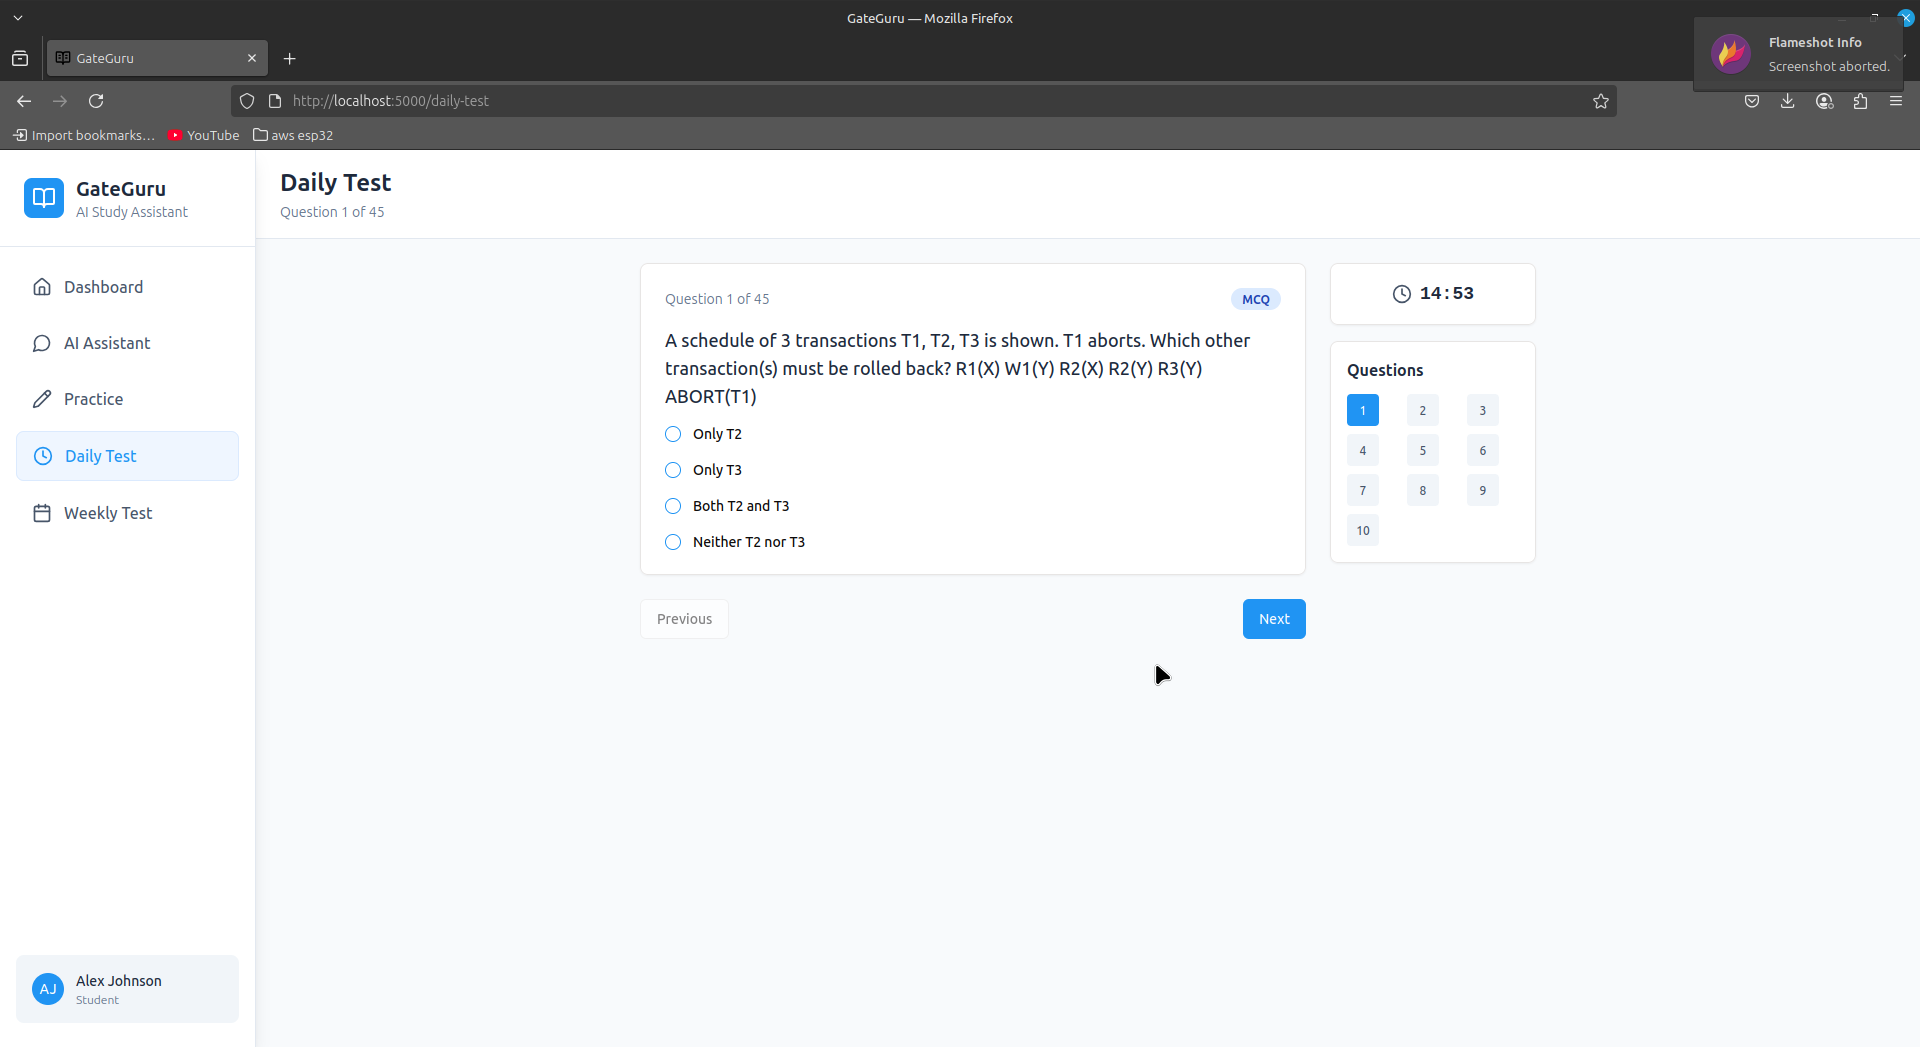 GateGuru — Mozilla Firefox
GateGuru
Flameshot Info
Screenshot aborted.
http://localhost:5000/daily-test
Import bookmarks...
YouTube
aws esp32
GateGuru
AI Study Assistant
Dashboard
AI Assistant
Practice
Daily Test
Weekly Test
AJ
Alex Johnson
Student
Daily Test
Question 1 of 45
Question 1 of 45
MCQ
A schedule of 3 transactions T1, T2, T3 is shown. T1 aborts. Which other
transaction(s) must be rolled back? R1(X) W1(Y) R2(X) R2(Y) R3(Y)
ABORT(T1)
Only T2
Only T3
Both T2 and T3
Neither T2 nor T3
Previous
Next
14:53
Questions
1 2 3
4 5 6
7 8 9
10